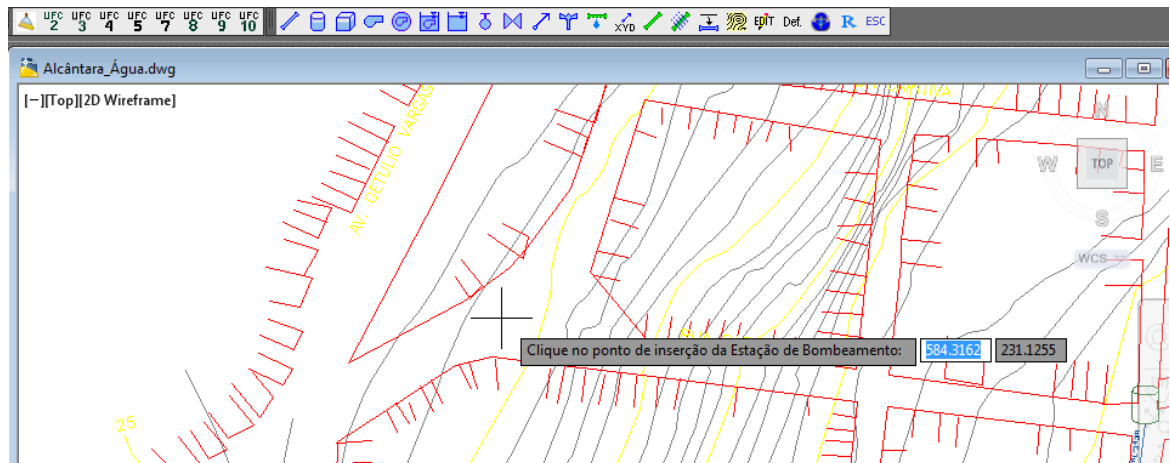 UFC 2 UFC 3 UFC 4 UFC 5 UFC 7 UFC 8 UFC 9 UFC 10 XYD EDIT Def. R ESC
Alcântara_Água.dwg
[−][Top][2D Wireframe]
AV. GETULIO VARGAS
N
W TOP E
S
WCS
Clique no ponto de inserção da Estação de Bombeamento: 584.3162 231.1255
25